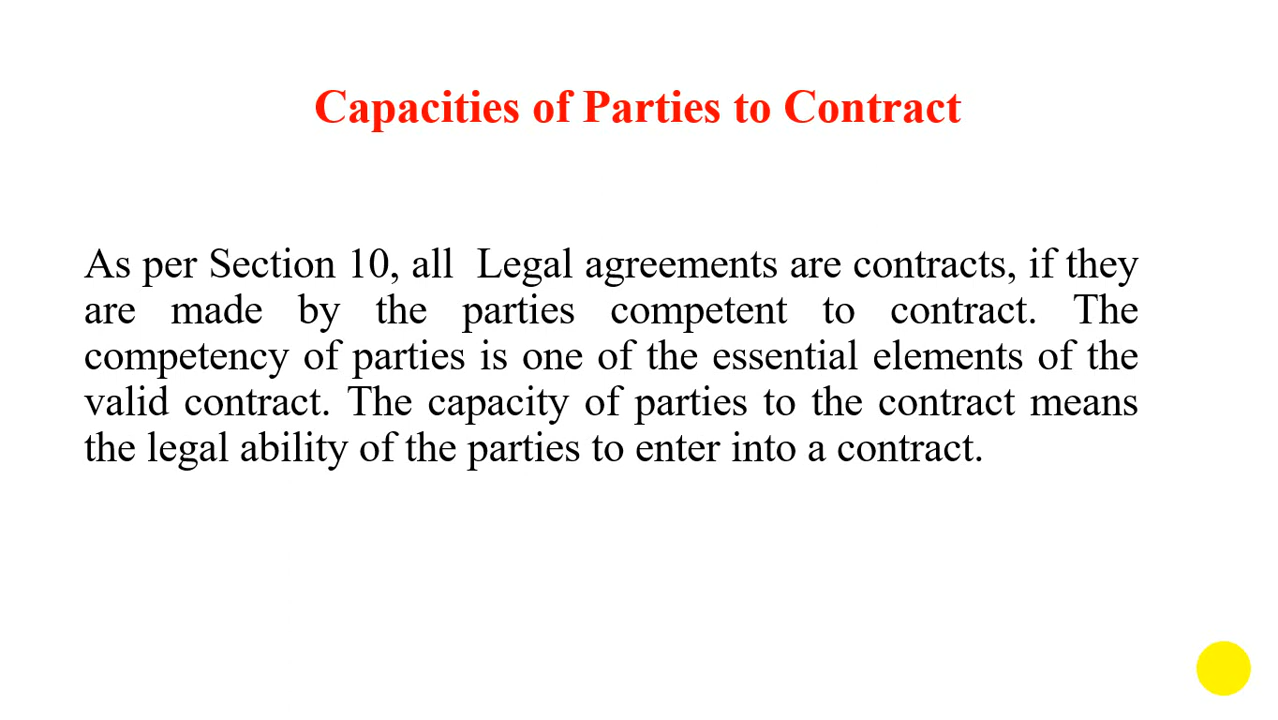 Capacities of Parties to Contract
As per Section 10, all  Legal agreements are contracts, if they
are made by the parties competent to contract. The
competency of parties is one of the essential elements of the
valid contract. The capacity of parties to the contract means
the legal ability of the parties to enter into a contract.